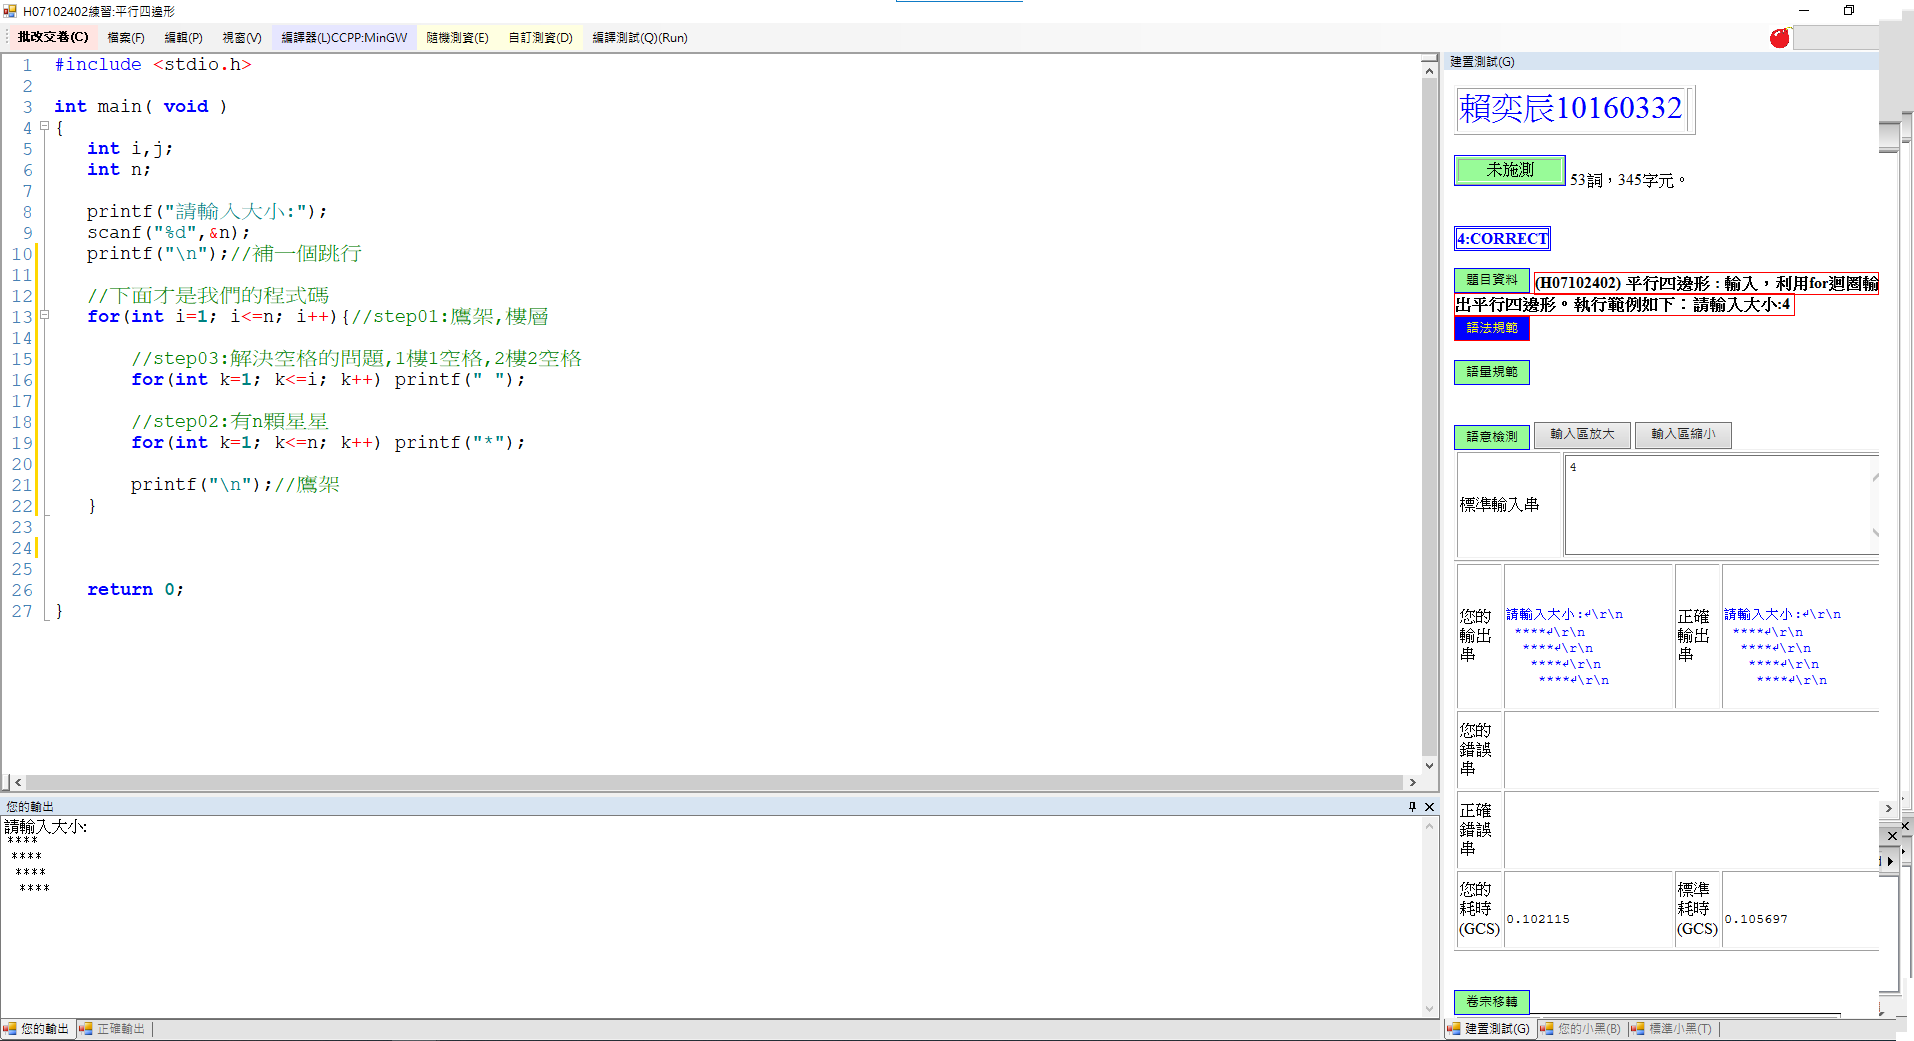 H07102402練習:平行四邊形
批改交卷(C) 檔案(F) 編輯(P) 視窗(V) 編譯器(L)CCPP:MinGW 隨機測資(E) 自訂測資(D) 編譯測試(Q)(Run)
1 #include <stdio.h>
2
3 int main( void )
4 {
5 int i,j;
6 int n;
7
8 printf("請輸入大小:");
9 scanf("%d",&n);
10 printf("\n");//補一個跳行
11
12 //下面才是我們的程式碼
13 for(int i=1; i<=n; i++){//step01:鷹架,樓層
14
15 //step03:解決空格的問題,1樓1空格,2樓2空格
16 for(int k=1; k<=i; k++) printf(" ");
17
18 //step02:有n顆星星
19 for(int k=1; k<=n; k++) printf("*");
20
21 printf("\n");//鷹架
22 }
23
24
25
26 return 0;
27 }
您的輸出
請輸入大小:
****
****
****
****
您的輸出 正確輸出
建置測試(G)
賴奕辰10160332
未施測 53詞，345字元。
4:CORRECT
題目資料 (H07102402) 平行四邊形 : 輸入，利用for迴圈輸
出平行四邊形。執行範例如下：請輸入大小:4
語法規範
語量規範
語意檢測 輸入區放大 輸入區縮小
標準輸入串 4
您的輸出串
請輸入大小:↲\r\n
****↲\r\n
****↲\r\n
****↲\r\n
****↲\r\n
正確輸出串
請輸入大小:↲\r\n
****↲\r\n
****↲\r\n
****↲\r\n
****↲\r\n
您的錯誤串
正確錯誤串
您的耗時(GCS) 0.102115 標準耗時(GCS) 0.105697
卷宗移轉
建置測試(G) 您的小黑(B) 標準小黑(T)